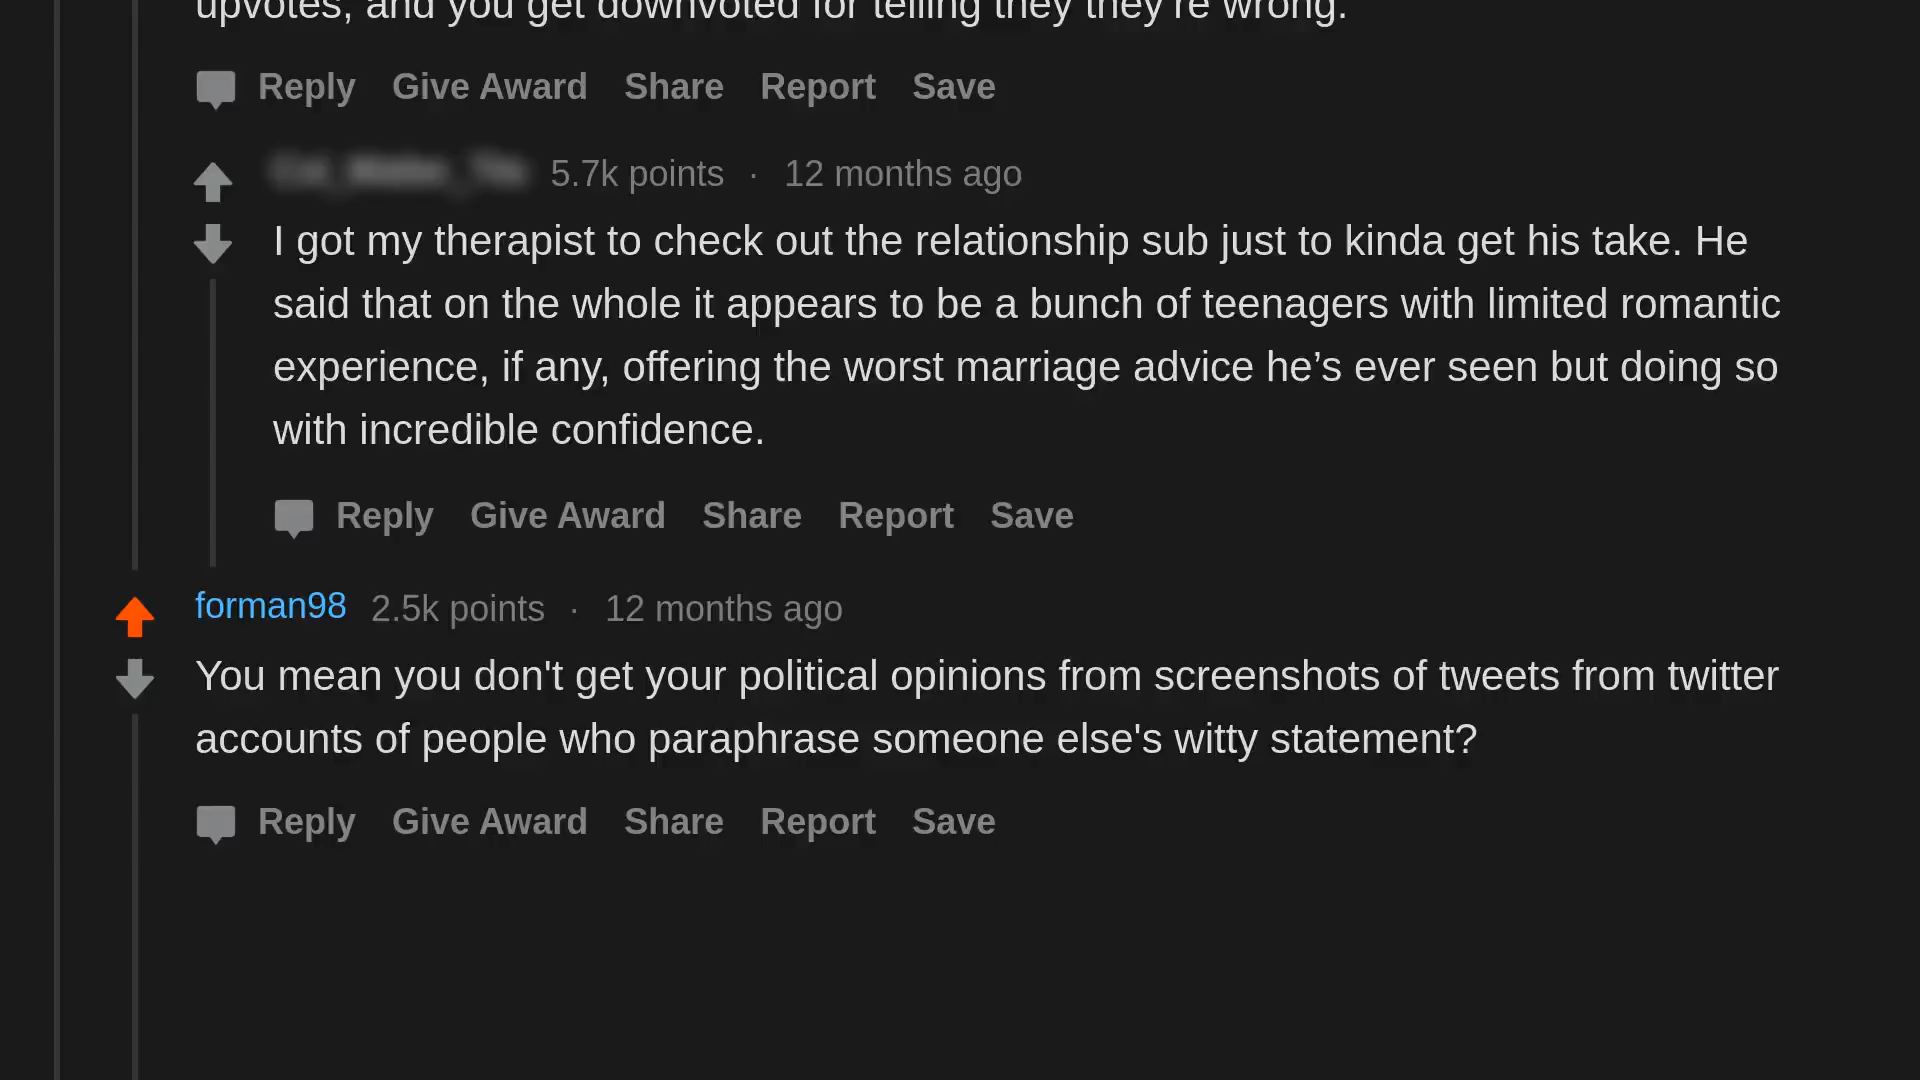 upvotes, and you get downvoted for telling they they're wrong.
Reply Give Award Share Report Save
5.7k points · 12 months ago
I got my therapist to check out the relationship sub just to kinda get his take. He
said that on the whole it appears to be a bunch of teenagers with limited romantic
experience, if any, offering the worst marriage advice he’s ever seen but doing so
with incredible confidence.
Reply Give Award Share Report Save
forman98 2.5k points · 12 months ago
You mean you don't get your political opinions from screenshots of tweets from twitter
accounts of people who paraphrase someone else's witty statement?
Reply Give Award Share Report Save